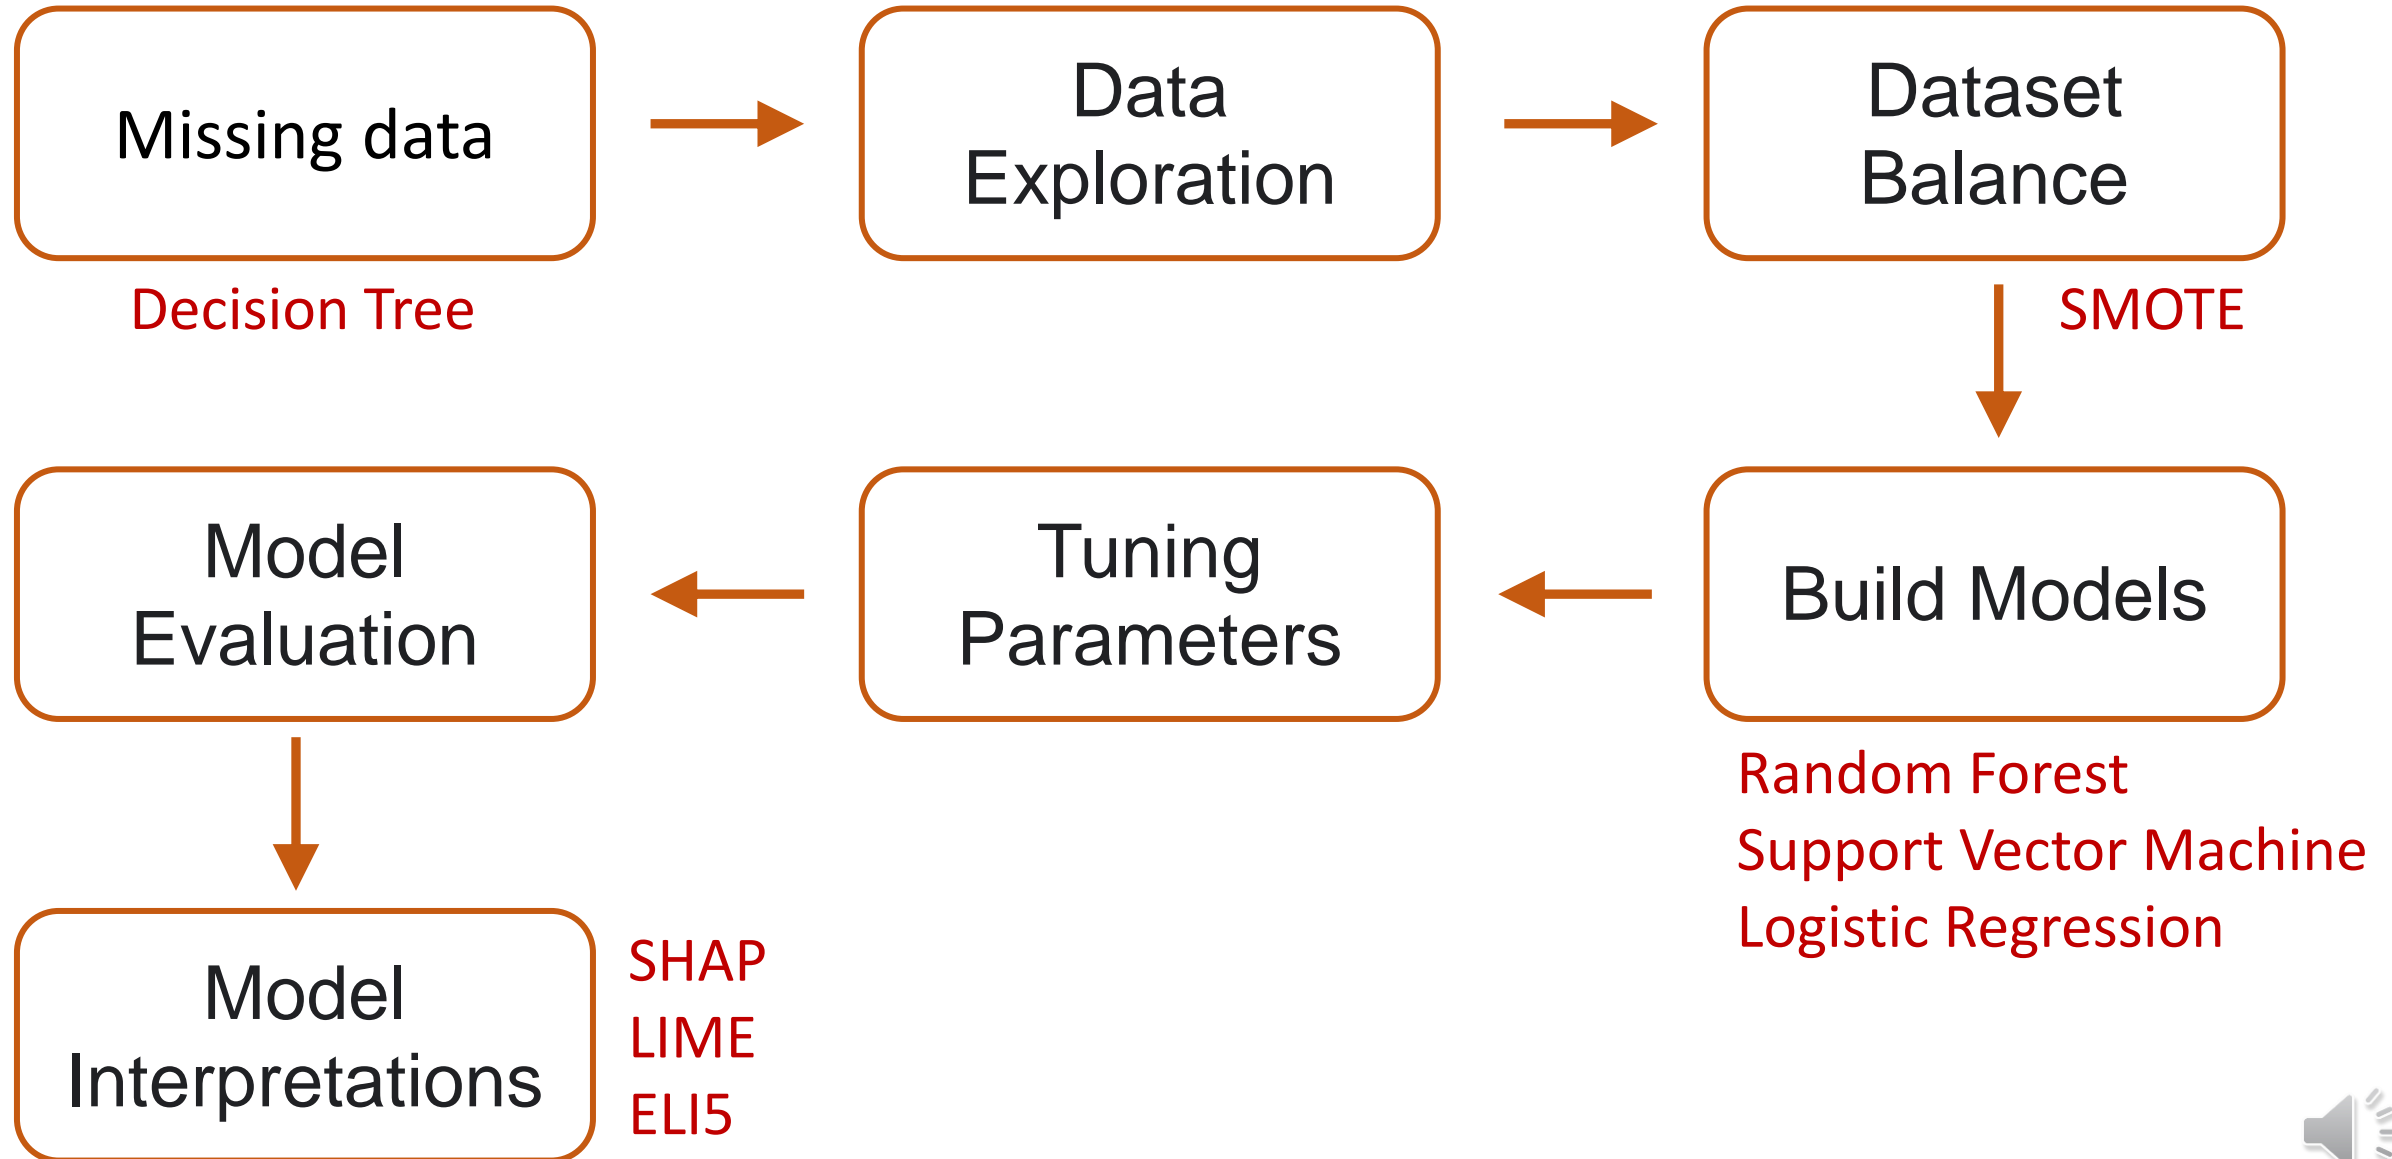 Missing data
Decision Tree
Data
Exploration
Dataset
Balance
SMOTE
Build Models
Random Forest
Support Vector Machine
Logistic Regression
Tuning
Parameters
Model
Evaluation
Model
Interpretations
SHAP
LIME
ELI5